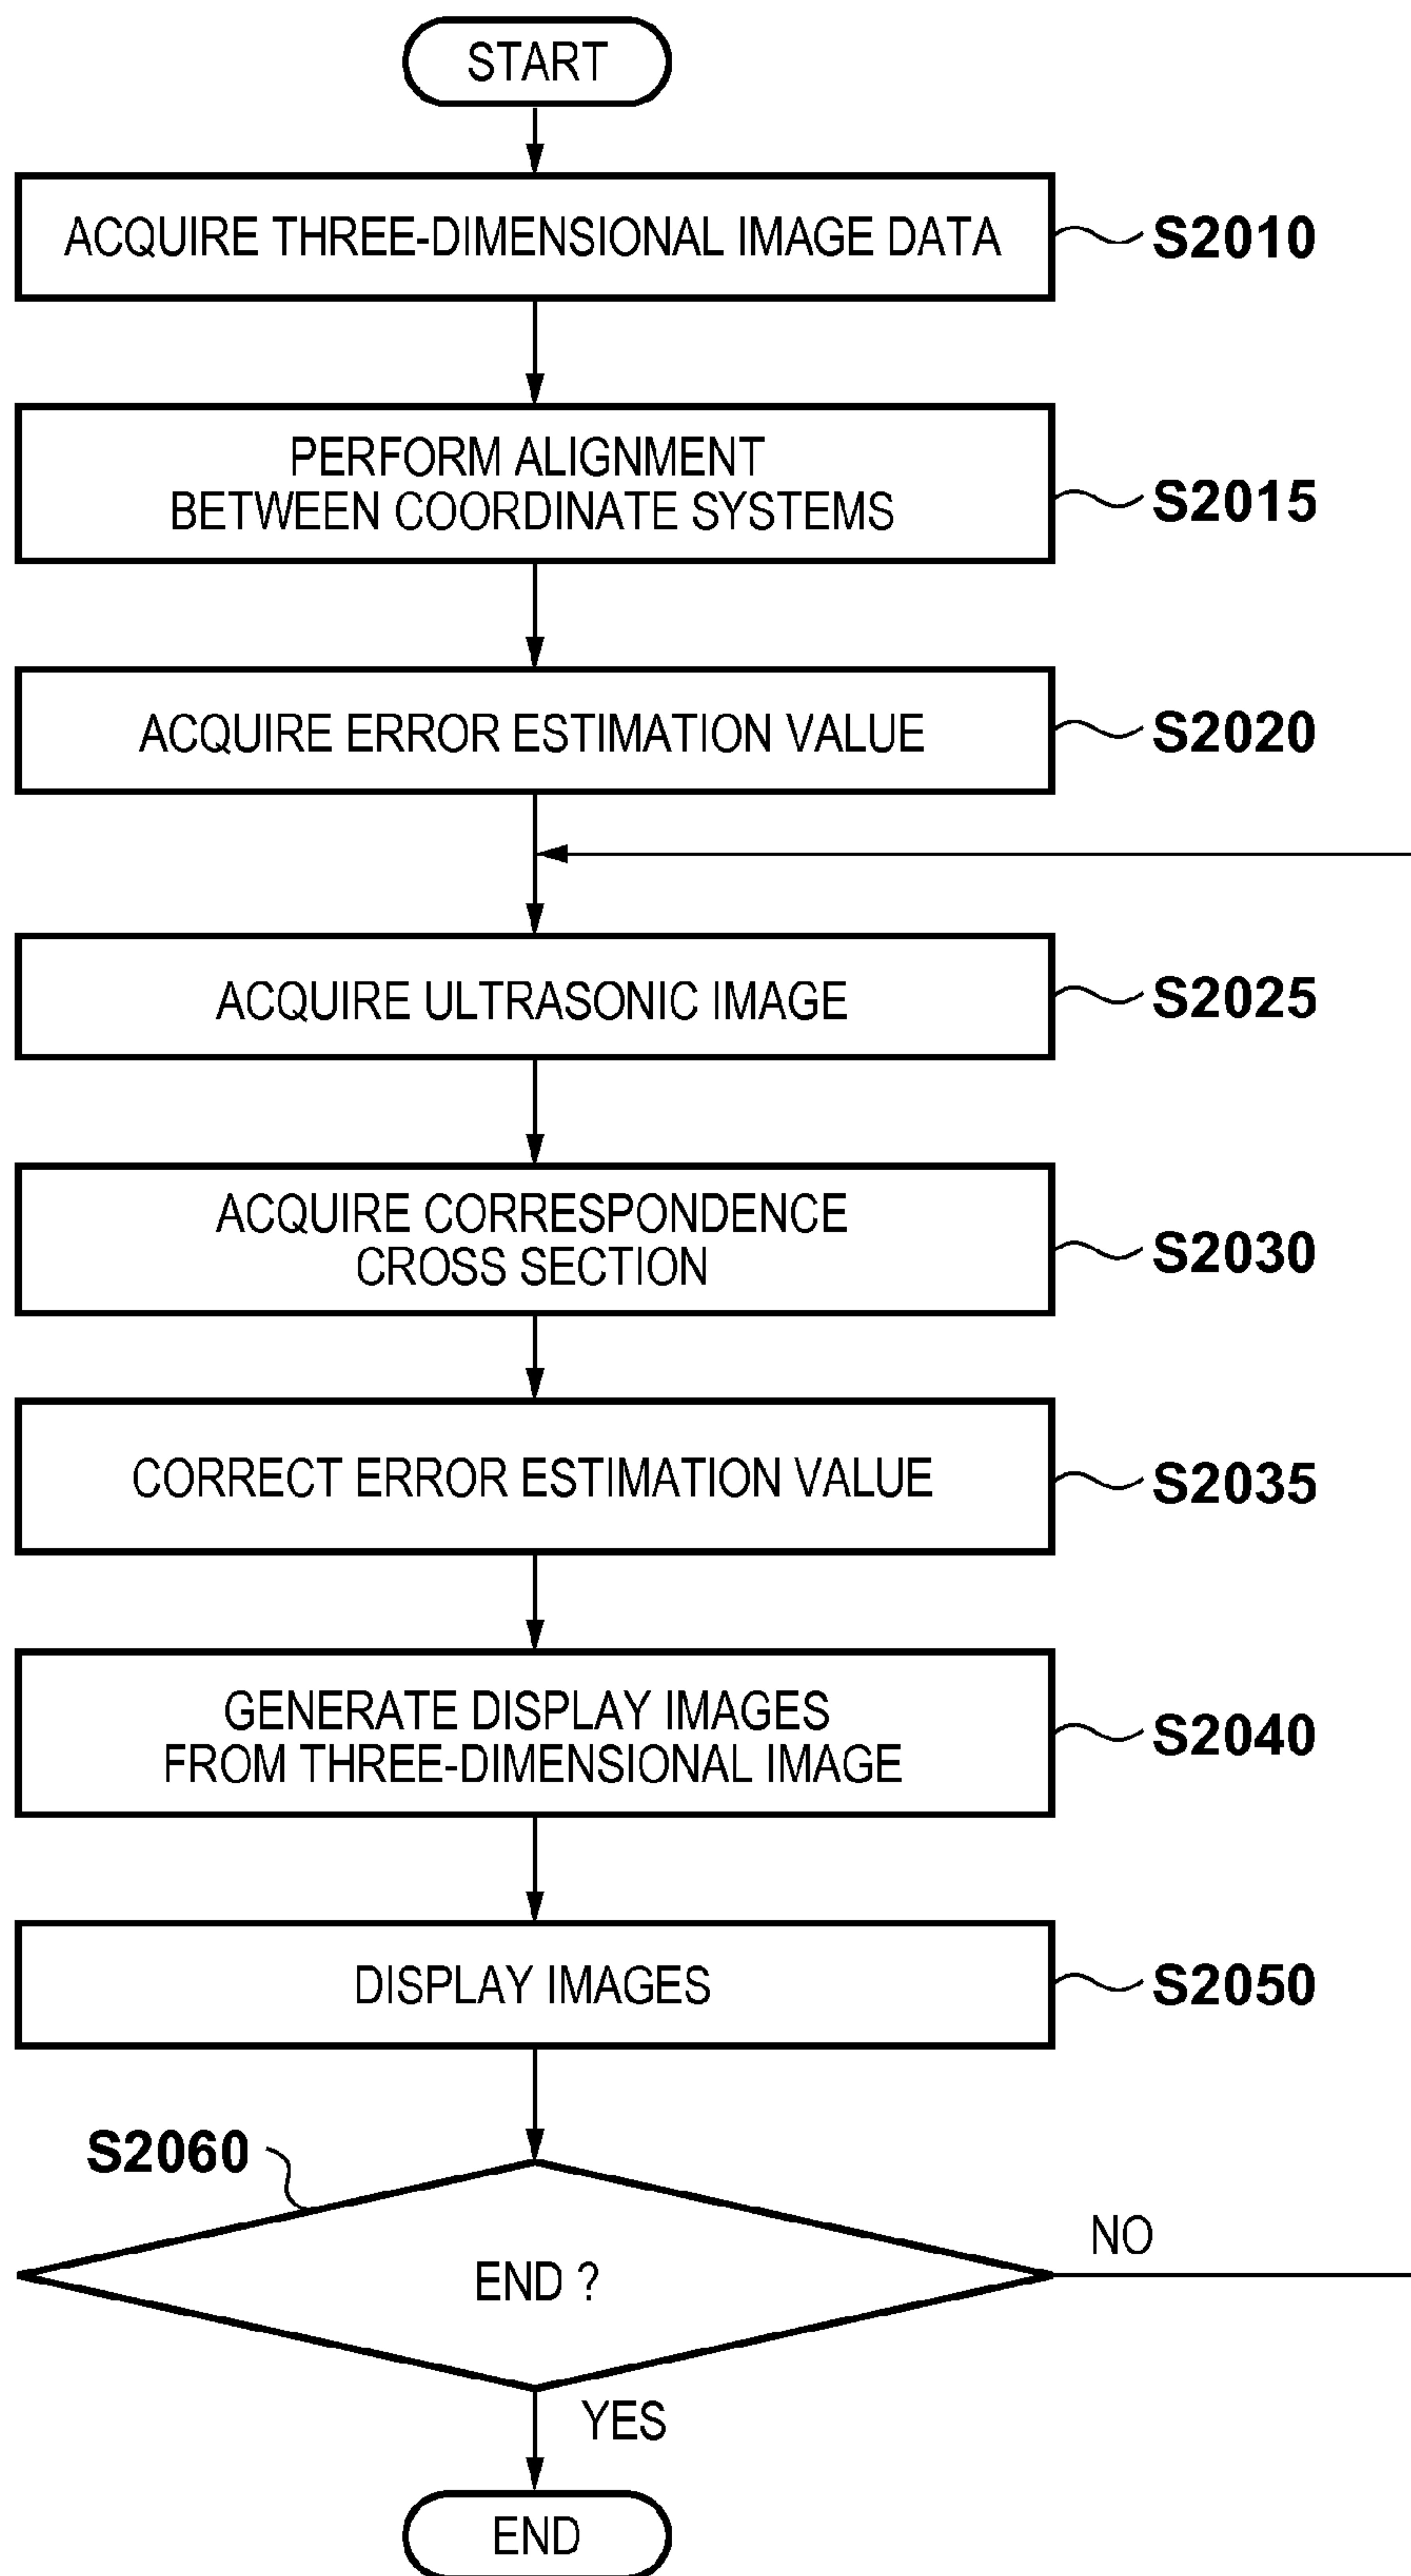 START
ACQUIRE THREE-DIMENSIONAL IMAGE DATA
S2010
PERFORM ALIGNMENT
BETWEEN COORDINATE SYSTEMS
S2015
ACQUIRE ERROR ESTIMATION VALUE
S2020
ACQUIRE ULTRASONIC IMAGE
S2025
ACQUIRE CORRESPONDENCE
CROSS SECTION
S2030
CORRECT ERROR ESTIMATION VALUE
S2035
GENERATE DISPLAY IMAGES
FROM THREE-DIMENSIONAL IMAGE
S2040
DISPLAY IMAGES
S2050
S2060
END ?
NO
YES
END